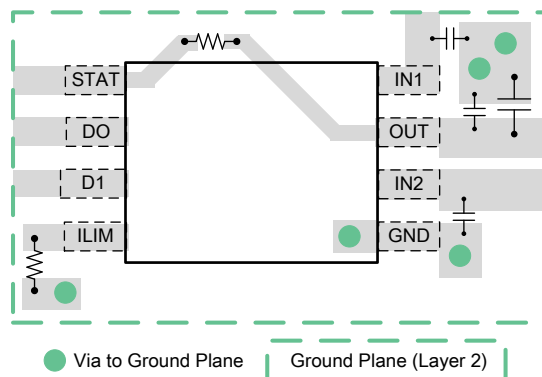 STAT
IN1
DO
OUT
D1
IN2
ILIM
GND
Via to Ground Plane
Ground Plane (Layer 2)